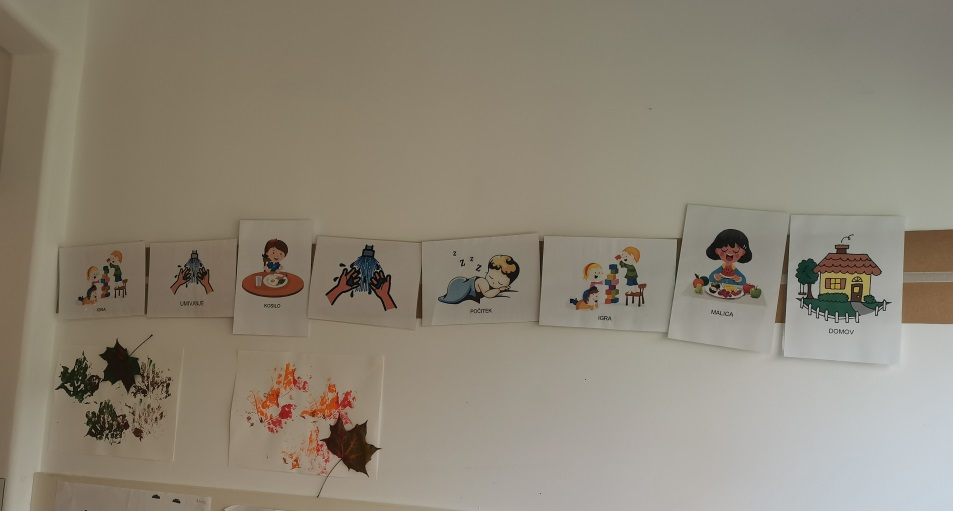 IGRA
UMIVANJE
KOSILO
POČITEK
IGRA
MALICA
DOMOV